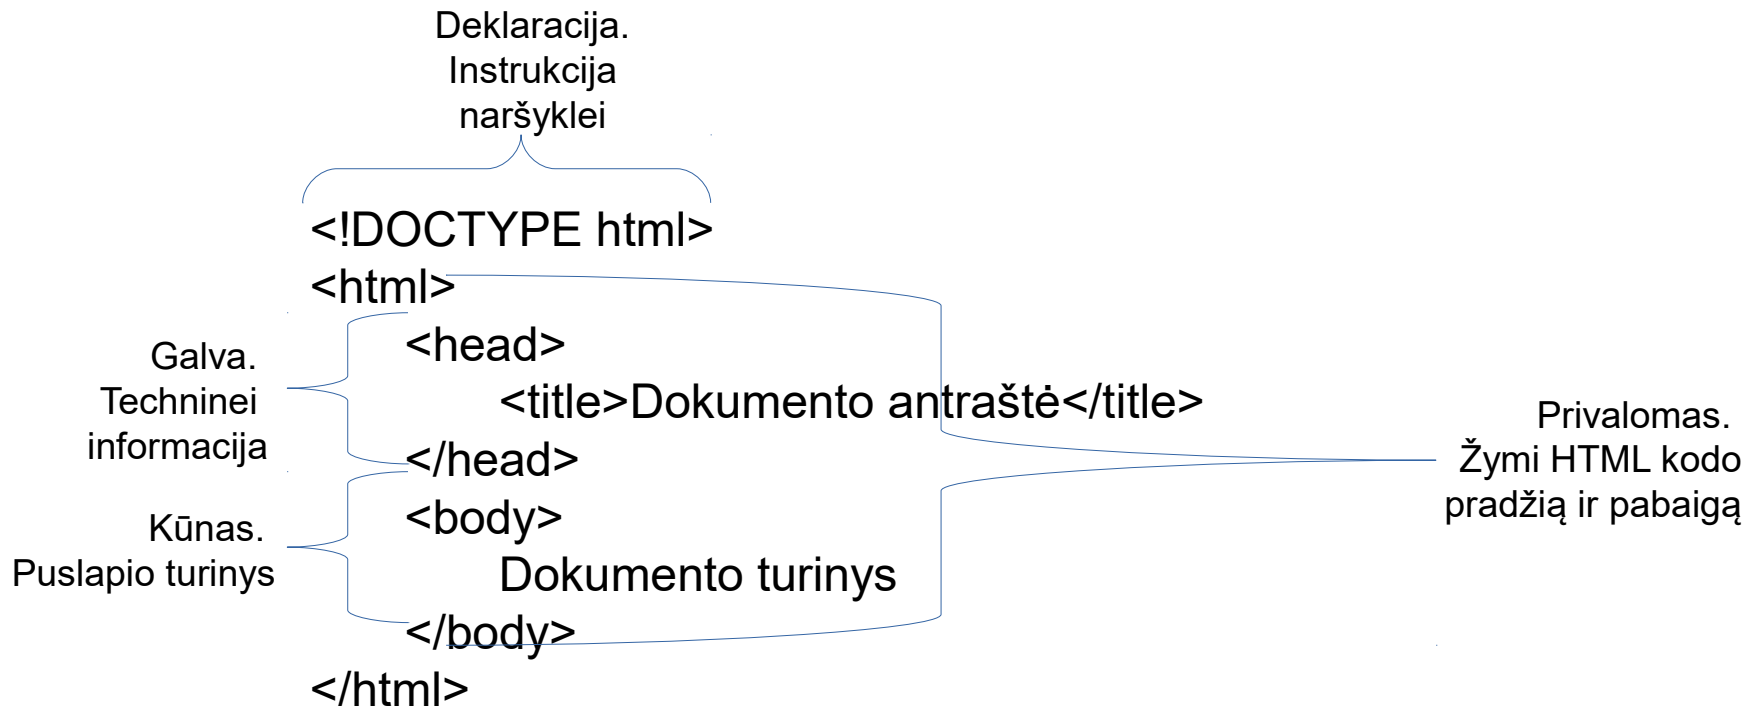 Deklaracija.
Instrukcija
naršyklei
<!DOCTYPE html>
<html>
<head>
<title>Dokumento antraštė</title>
</head>
<body>
Dokumento turinys
</body>
</html>
Galva.
Techninei
informacija
Kūnas.
Puslapio turinys
Privalomas.
Žymi HTML kodo
pradžią ir pabaigą